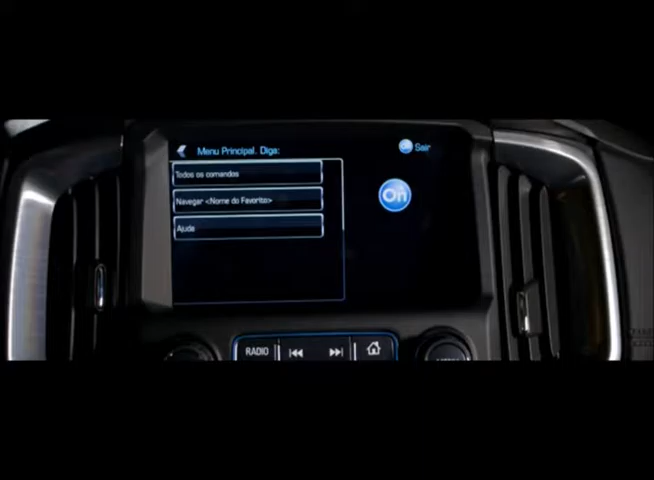 Menu Principal. Diga:
Sair
Todos os comandos
Navegar <Nome do Favorito>
Ajuda
On
RADIO